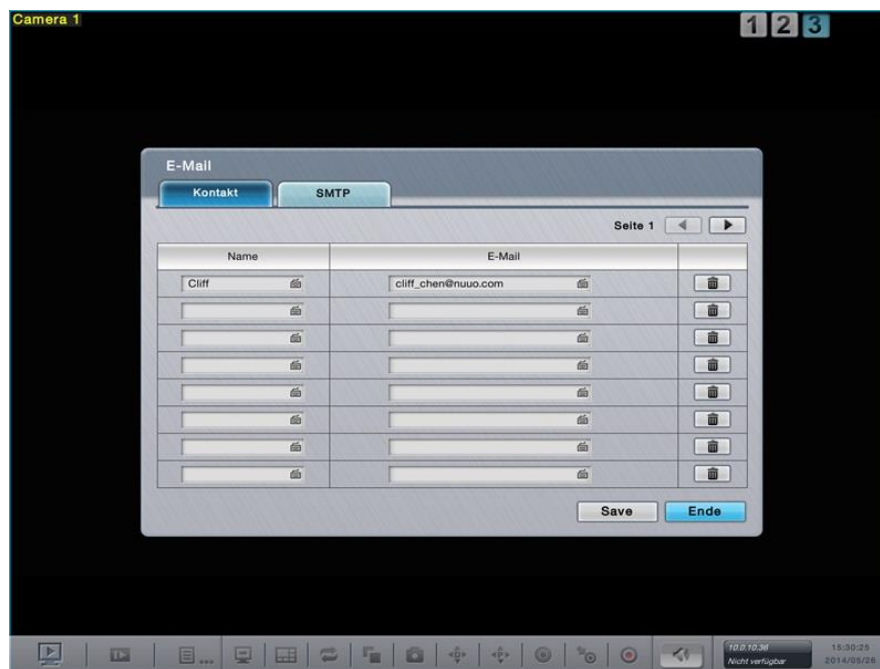 Camera 1
1 2 3
E-Mail
Kontakt SMTP
Seite 1
Name E-Mail
Cliff cliff_chen@nuuo.com
Save Ende
10.0.10.36 15:30:25
Nicht verfügbar 2014/05/26